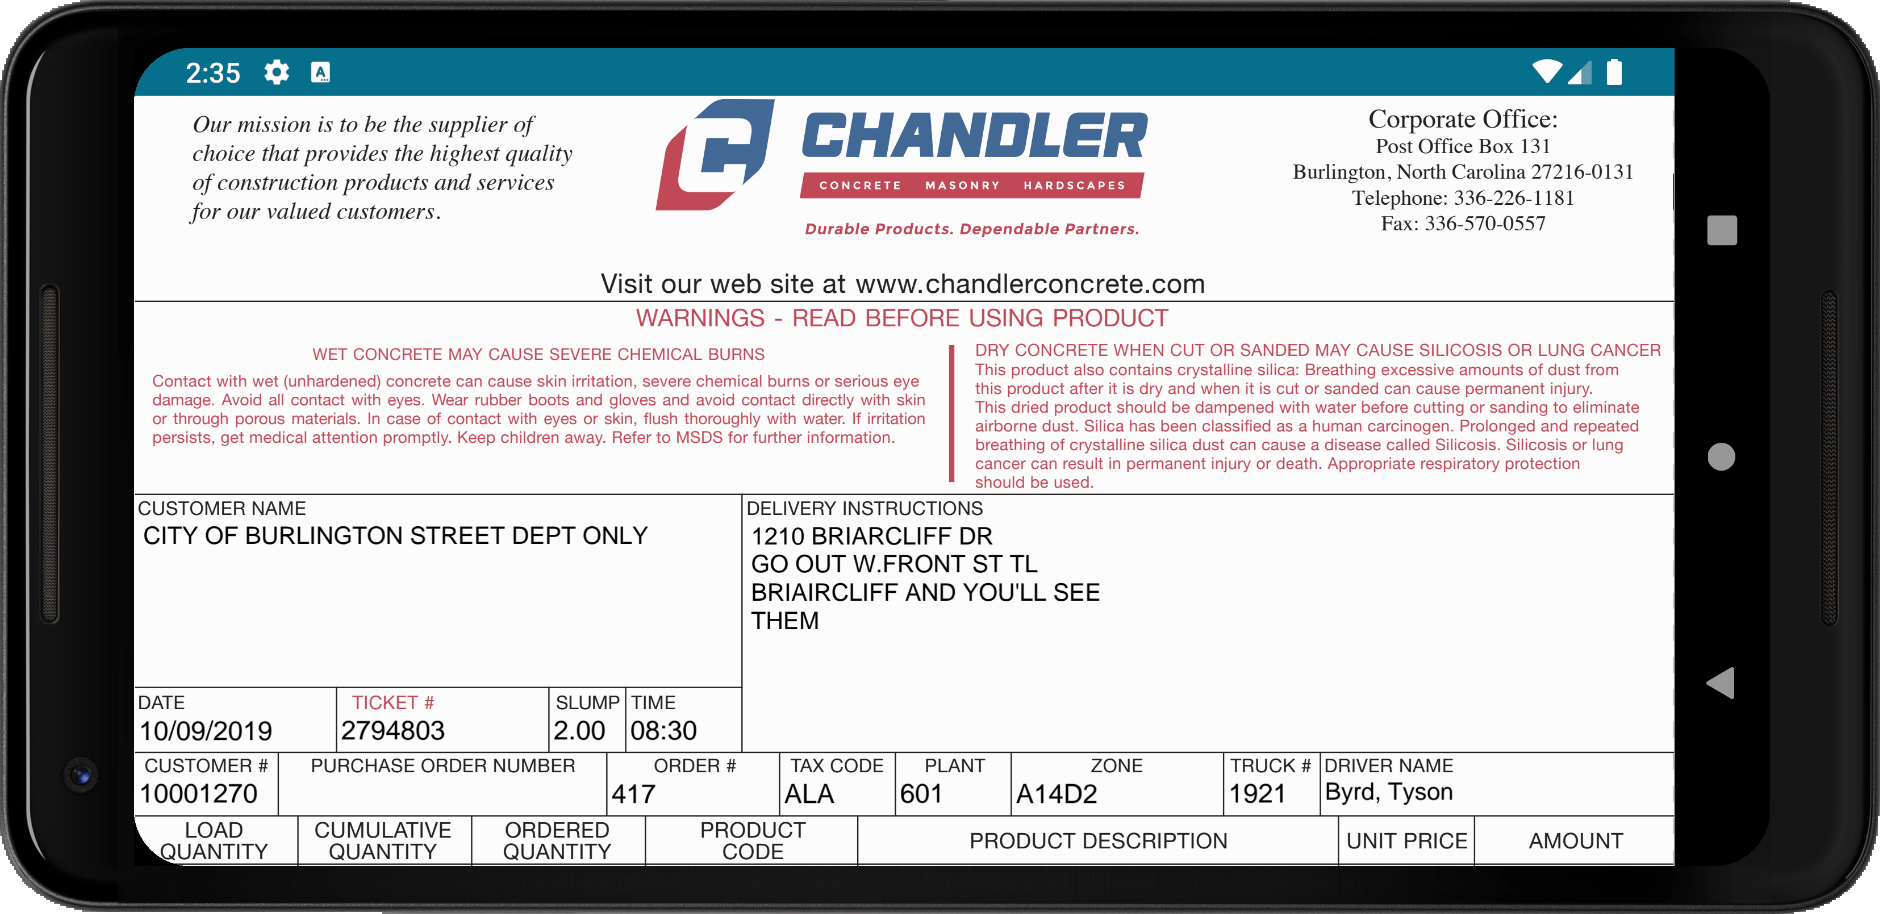 2:35
A
Our mission is to be the supplier of
choice that provides the highest quality
of construction products and services
for our valued customers.
C
CHANDLER
CONCRETE MASONRY HARDSCAPES
Durable Products. Dependable Partners.
Corporate Office:
Post Office Box 131
Burlington, North Carolina 27216-0131
Telephone: 336-226-1181
Fax: 336-570-0557
Visit our web site at www.chandlerconcrete.com
WARNINGS - READ BEFORE USING PRODUCT
WET CONCRETE MAY CAUSE SEVERE CHEMICAL BURNS
Contact with wet (unhardened) concrete can cause skin irritation, severe chemical burns or serious eye
damage. Avoid all contact with eyes. Wear rubber boots and gloves and avoid contact directly with skin
or through porous materials. In case of contact with eyes or skin, flush thoroughly with water. If irritation
persists, get medical attention promptly. Keep children away. Refer to MSDS for further information.
DRY CONCRETE WHEN CUT OR SANDED MAY CAUSE SILICOSIS OR LUNG CANCER
This product also contains crystalline silica: Breathing excessive amounts of dust from
this product after it is dry and when it is cut or sanded can cause permanent injury.
This dried product should be dampened with water before cutting or sanding to eliminate
airborne dust. Silica has been classified as a human carcinogen. Prolonged and repeated
breathing of crystalline silica dust can cause a disease called Silicosis. Silicosis or lung
cancer can result in permanent injury or death. Appropriate respiratory protection
should be used.
CUSTOMER NAME
CITY OF BURLINGTON STREET DEPT ONLY
DELIVERY INSTRUCTIONS
1210 BRIARCLIFF DR
GO OUT W.FRONT ST TL
BRIAIRCLIFF AND YOU'LL SEE
THEM
DATE TICKET # SLUMP TIME
10/09/2019 2794803 2.00 08:30
CUSTOMER # PURCHASE ORDER NUMBER ORDER # TAX CODE PLANT ZONE TRUCK # DRIVER NAME
10001270 417 ALA 601 A14D2 1921 Byrd, Tyson
LOAD QUANTITY CUMULATIVE QUANTITY ORDERED QUANTITY PRODUCT CODE PRODUCT DESCRIPTION UNIT PRICE AMOUNT